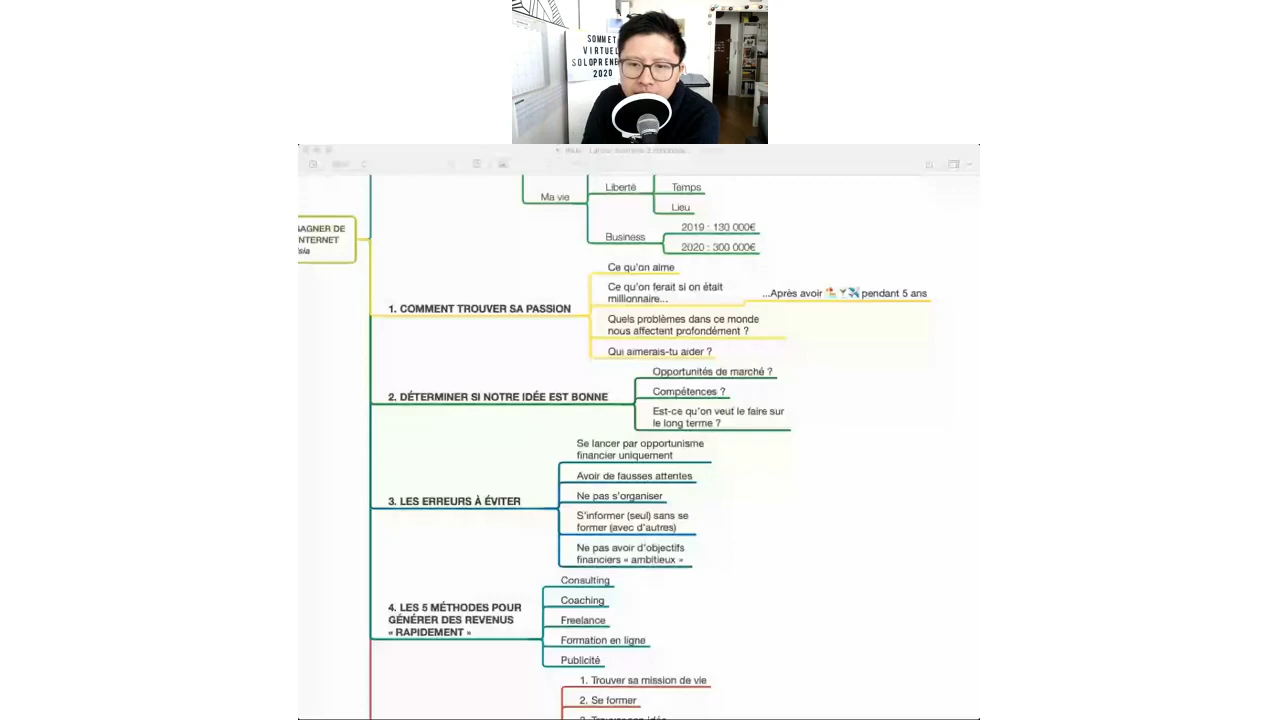 SOMMET
VIRTUEL
SOLOPRENE
2020
Ma vie
Liberté
Temps
Lieu
Business
2019 : 130 000€
2020 : 300 000€
AGNER DE
NTERNET
1. COMMENT TROUVER SA PASSION
Ce qu'on aime
Ce qu'on ferait si on était
millionnaire...
...Après avoir 🏖️🍸✈️ pendant 5 ans
Quels problèmes dans ce monde
nous affectent profondément ?
Qui aimerais-tu aider ?
2. DÉTERMINER SI NOTRE IDÉE EST BONNE
Opportunités de marché ?
Compétences ?
Est-ce qu'on veut le faire sur
le long terme ?
3. LES ERREURS À ÉVITER
Se lancer par opportunisme
financier uniquement
Avoir de fausses attentes
Ne pas s'organiser
S'informer (seul) sans se
former (avec d'autres)
Ne pas avoir d'objectifs
financiers « ambitieux »
4. LES 5 MÉTHODES POUR
GÉNÉRER DES REVENUS
« RAPIDEMENT »
Consulting
Coaching
Freelance
Formation en ligne
Publicité
1. Trouver sa mission de vie
2. Se former